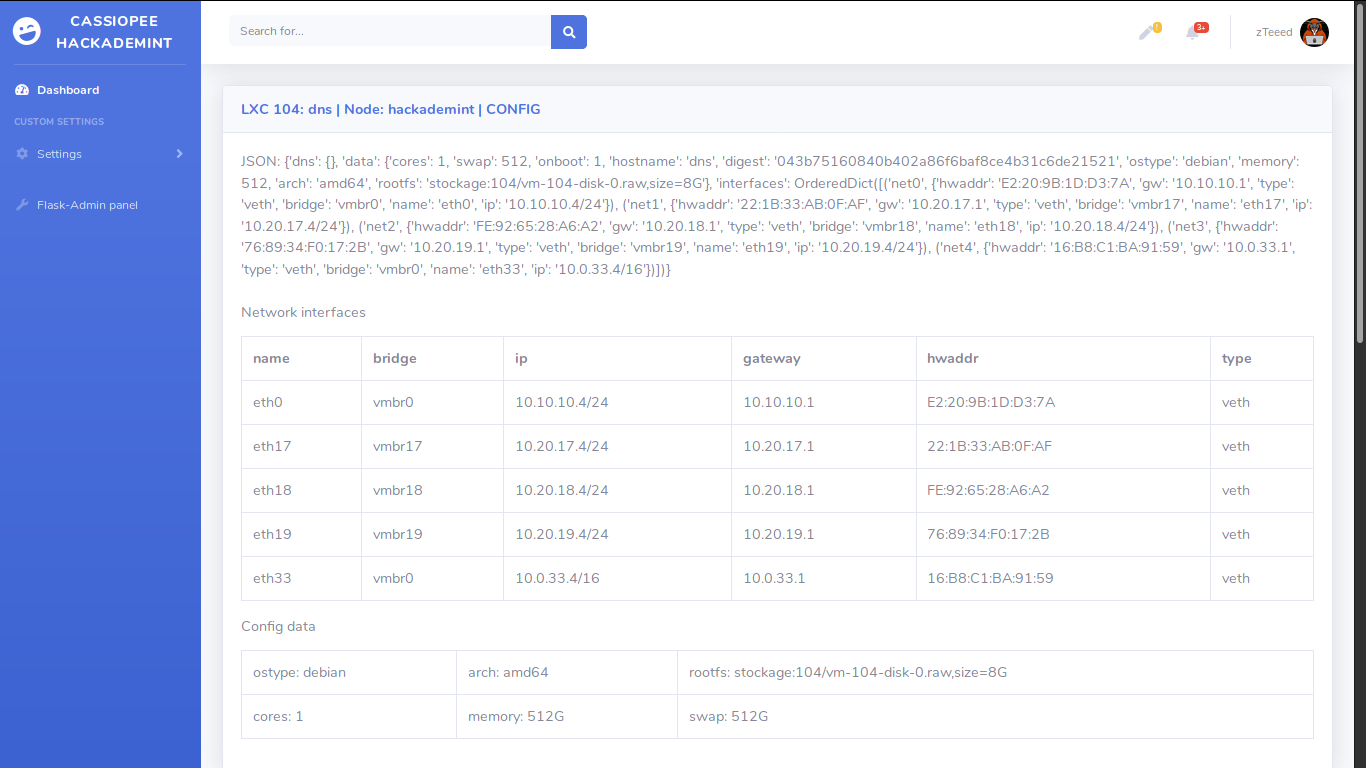 CASSIOPEE
HACKADEMINT
Search for...
!
3+
zTeeed
Dashboard
CUSTOM SETTINGS
Settings
Flask-Admin panel
LXC 104: dns | Node: hackademint | CONFIG
JSON: {'dns': {}, 'data': {'cores': 1, 'swap': 512, 'onboot': 1, 'hostname': 'dns', 'digest': '043b75160840b402a86f6baf8ce4b31c6de21521', 'ostype': 'debian', 'memory':
512, 'arch': 'amd64', 'rootfs': 'stockage:104/vm-104-disk-0.raw,size=8G'}, 'interfaces': OrderedDict([('net0', {'hwaddr': 'E2:20:9B:1D:D3:7A', 'gw': '10.10.10.1', 'type':
'veth', 'bridge': 'vmbr0', 'name': 'eth0', 'ip': '10.10.10.4/24'}), ('net1', {'hwaddr': '22:1B:33:AB:0F:AF', 'gw': '10.20.17.1', 'type': 'veth', 'bridge': 'vmbr17', 'name': 'eth17', 'ip':
'10.20.17.4/24'}), ('net2', {'hwaddr': 'FE:92:65:28:A6:A2', 'gw': '10.20.18.1', 'type': 'veth', 'bridge': 'vmbr18', 'name': 'eth18', 'ip': '10.20.18.4/24'}), ('net3', {'hwaddr':
'76:89:34:F0:17:2B', 'gw': '10.20.19.1', 'type': 'veth', 'bridge': 'vmbr19', 'name': 'eth19', 'ip': '10.20.19.4/24'}), ('net4', {'hwaddr': '16:B8:C1:BA:91:59', 'gw': '10.0.33.1',
'type': 'veth', 'bridge': 'vmbr0', 'name': 'eth33', 'ip': '10.0.33.4/16'})])}
Network interfaces
name bridge ip gateway hwaddr type
eth0 vmbr0 10.10.10.4/24 10.10.10.1 E2:20:9B:1D:D3:7A veth
eth17 vmbr17 10.20.17.4/24 10.20.17.1 22:1B:33:AB:0F:AF veth
eth18 vmbr18 10.20.18.4/24 10.20.18.1 FE:92:65:28:A6:A2 veth
eth19 vmbr19 10.20.19.4/24 10.20.19.1 76:89:34:F0:17:2B veth
eth33 vmbr0 10.0.33.4/16 10.0.33.1 16:B8:C1:BA:91:59 veth
Config data
ostype: debian arch: amd64 rootfs: stockage:104/vm-104-disk-0.raw,size=8G
cores: 1 memory: 512G swap: 512G